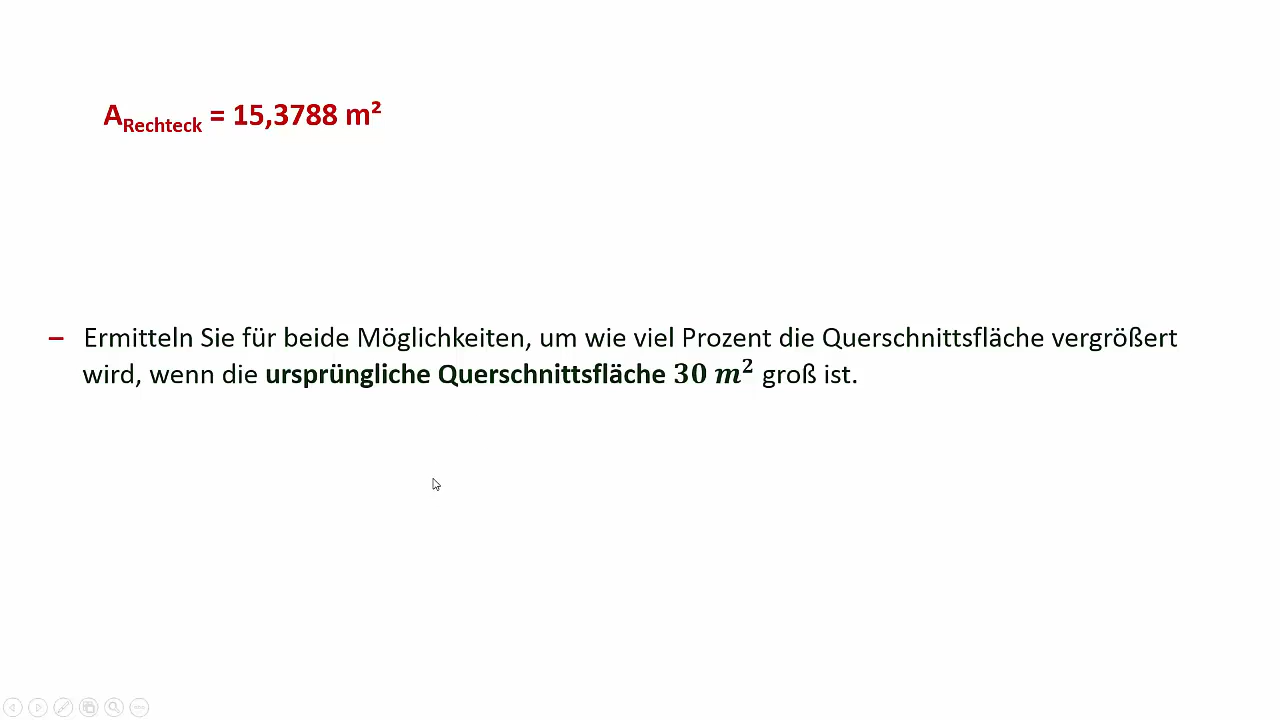 A_Rechteck = 15,3788 m²
– Ermitteln Sie für beide Möglichkeiten, um wie viel Prozent die Querschnittsfläche vergrößert
wird, wenn die ursprüngliche Querschnittsfläche 30 m² groß ist.